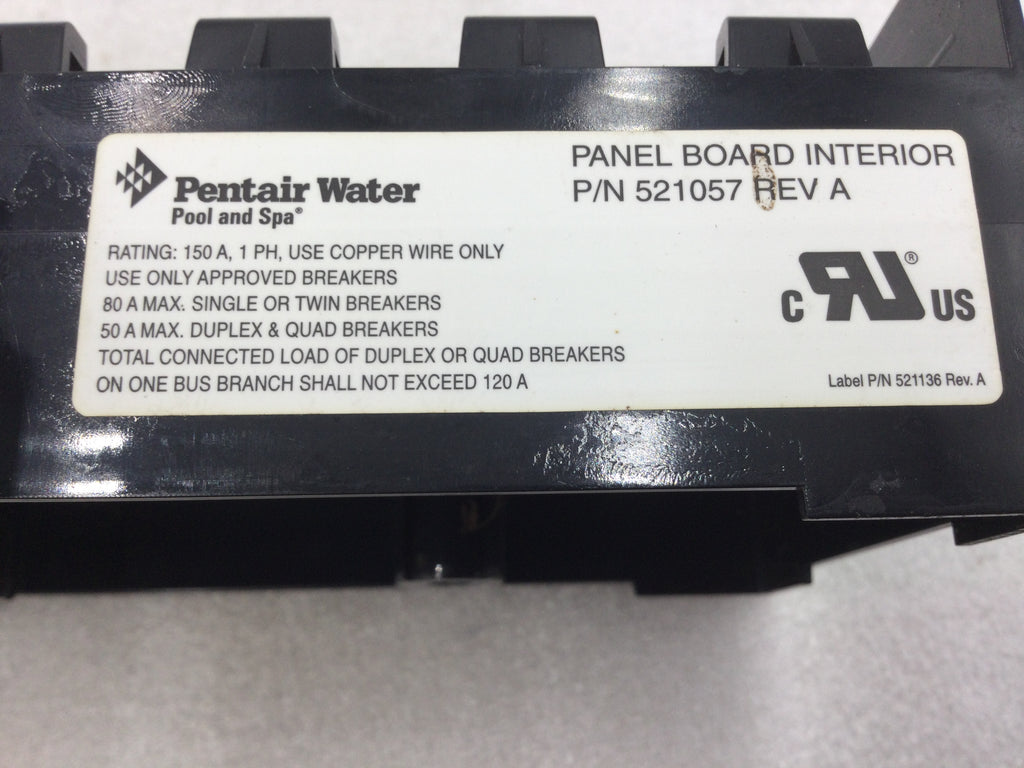 Pentair Water
Pool and Spa®
PANEL BOARD INTERIOR
P/N 521057 REV A
RATING: 150 A, 1 PH, USE COPPER WIRE ONLY
USE ONLY APPROVED BREAKERS
80 A MAX. SINGLE OR TWIN BREAKERS
50 A MAX. DUPLEX & QUAD BREAKERS
TOTAL CONNECTED LOAD OF DUPLEX OR QUAD BREAKERS
ON ONE BUS BRANCH SHALL NOT EXCEED 120 A
C RU® US
Label P/N 521136 Rev. A